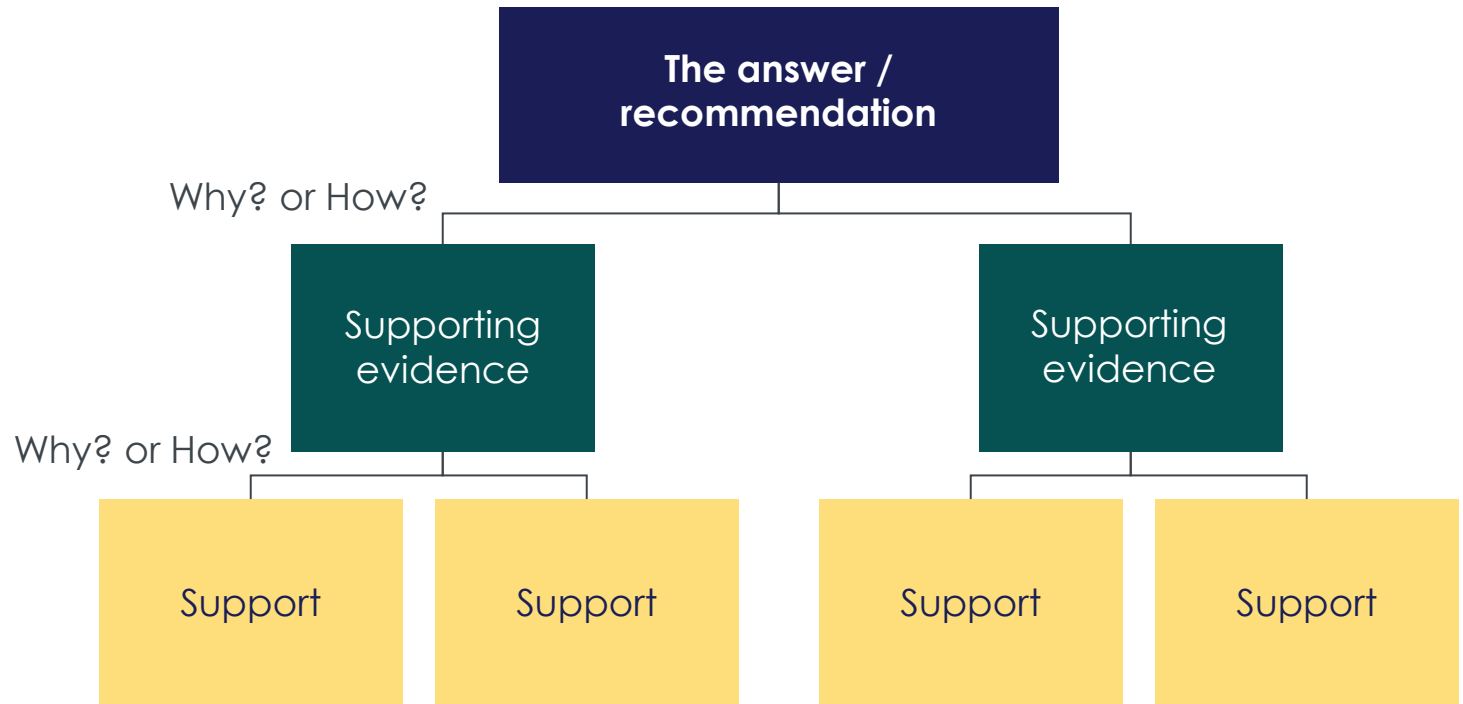 The answer /
recommendation
Why? or How?
Supporting
evidence
Supporting
evidence
Why? or How?
Support
Support
Support
Support